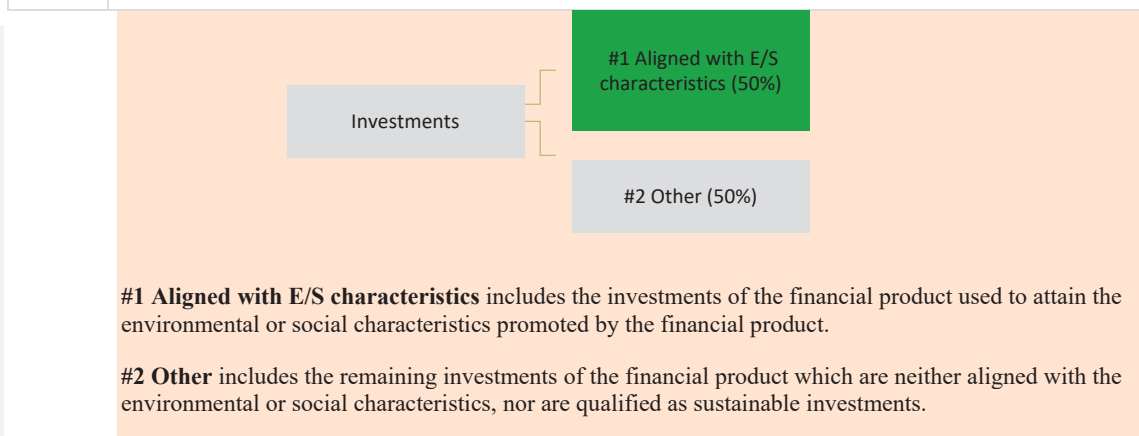 #1 Aligned with E/S
characteristics (50%)
Investments
#2 Other (50%)
#1 Aligned with E/S characteristics includes the investments of the financial product used to attain the
environmental or social characteristics promoted by the financial product.
#2 Other includes the remaining investments of the financial product which are neither aligned with the
environmental or social characteristics, nor are qualified as sustainable investments.